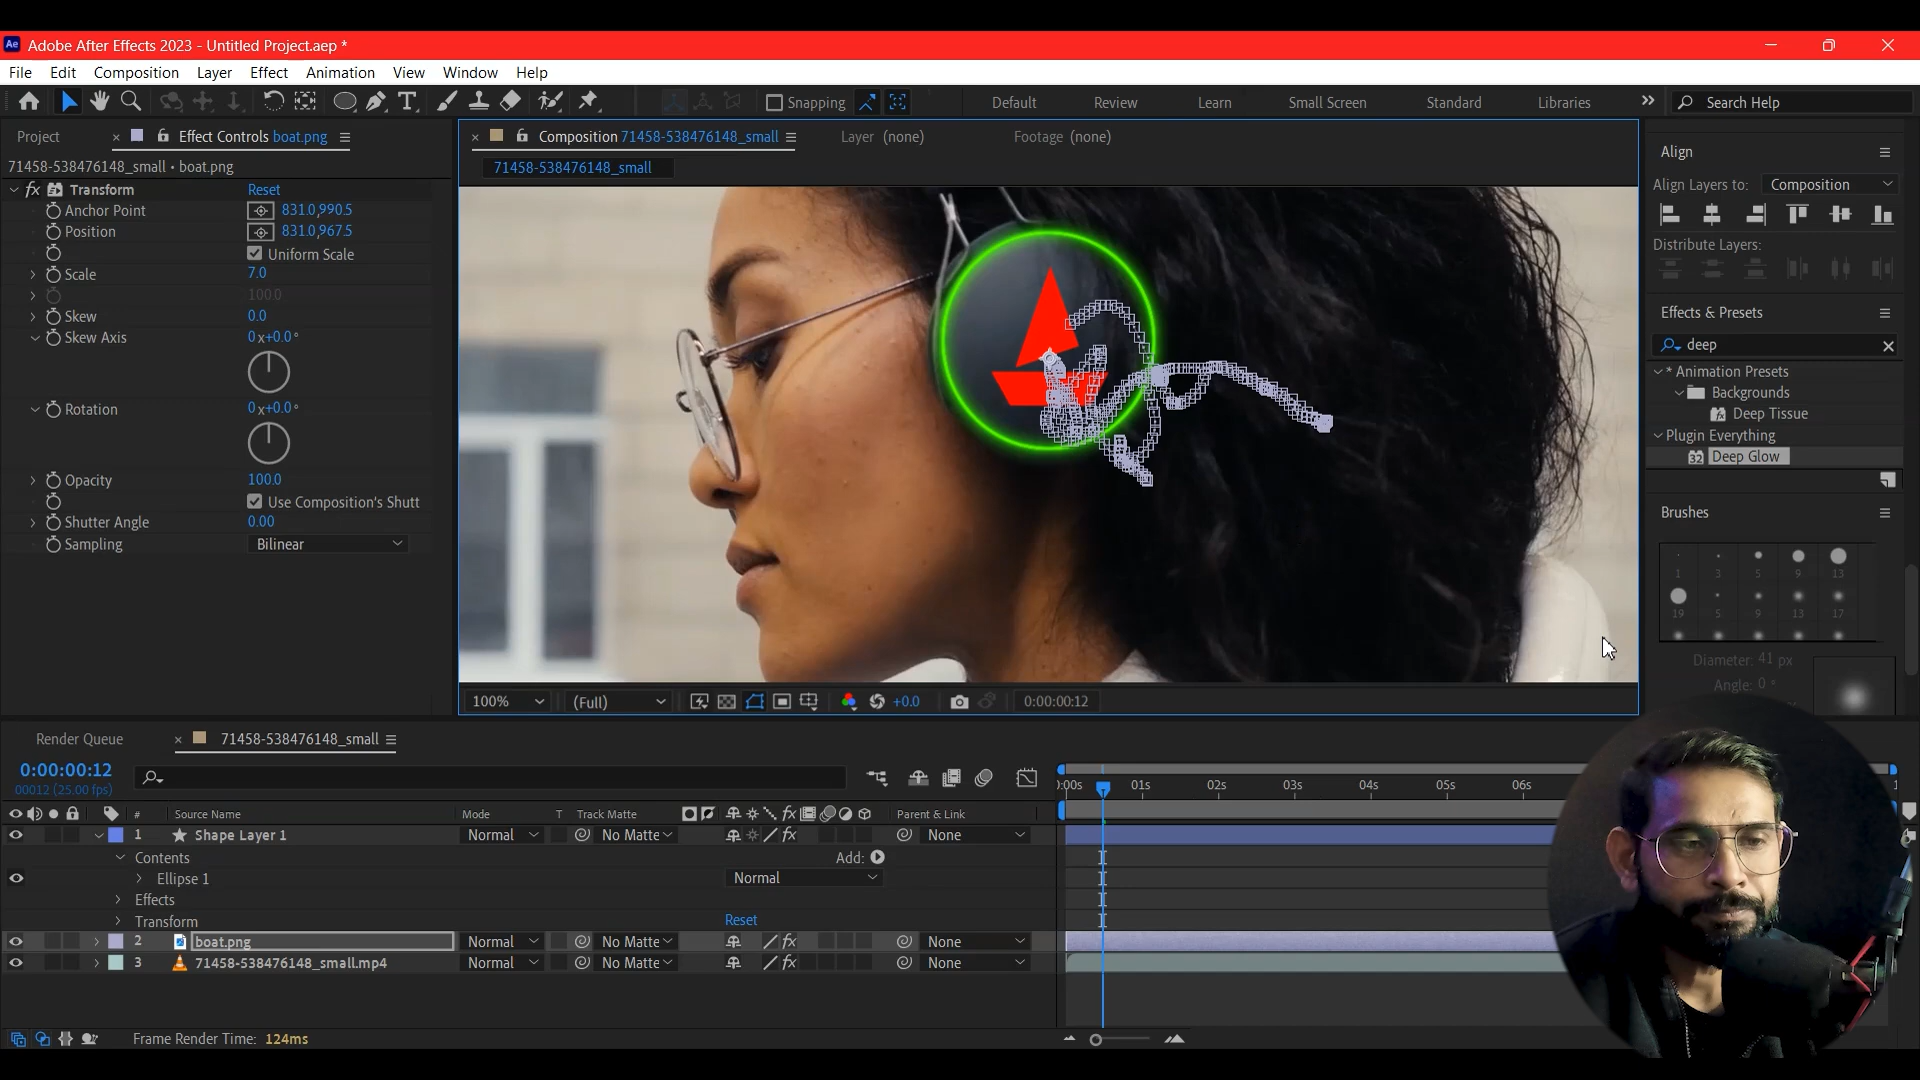 Ae Adobe After Effects 2023 - Untitled Project.aep *
File Edit Composition Layer Effect Animation View Window Help
T Snapping Default Review Learn Small Screen Standard Libraries Search Help
Project × Effect Controls boat.png × Composition 71458-538476148_small Layer (none) Footage (none) Align
71458-538476148_small • boat.png 71458-538476148_small
fx Transform Reset Align Layers to: Composition
Anchor Point 831.0,990.5
Position 831.0,967.5
Uniform Scale Distribute Layers:
Scale 7.0
100.0
Skew 0.0 Effects & Presets
Skew Axis 0x+0.0° deep
* Animation Presets
Backgrounds
Rotation 0x+0.0° Deep Tissue
Plugin Everything
32 Deep Glow
Opacity 100.0
Use Composition's Shutt
Shutter Angle 0.00 Brushes
Sampling Bilinear
1 3 5 9 13
19 5 9 13 17
Diameter: 41 px
Angle: 0°
100% (Full) +0.0 0:00:00:12
Render Queue × 71458-538476148_small
0:00:00:12
00012 (25.00 fps) :00s 01s 02s 03s 04s 05s 06s
# Source Name Mode T Track Matte fx Parent & Link
1 Shape Layer 1 Normal No Matte fx None
Contents Add:
Ellipse 1 Normal
Effects
Transform Reset
2 boat.png Normal No Matte fx None
3 71458-538476148_small.mp4 Normal No Matte fx None
Frame Render Time: 124ms